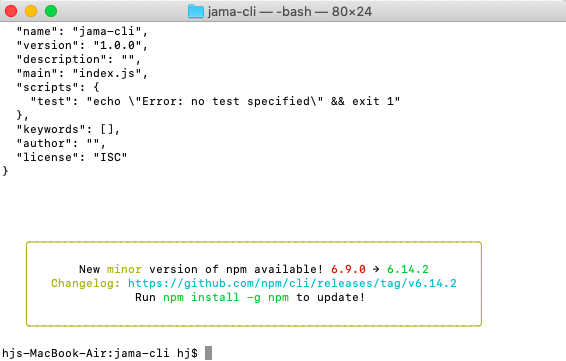 jama-cli — -bash — 80×24
"name": "jama-cli",
"version": "1.0.0",
"description": "",
"main": "index.js",
"scripts": {
"test": "echo \"Error: no test specified\" && exit 1"
},
"keywords": [],
"author": "",
"license": "ISC"
}
New minor version of npm available! 6.9.0 → 6.14.2
Changelog: https://github.com/npm/cli/releases/tag/v6.14.2
Run npm install -g npm to update!
hjs-MacBook-Air:jama-cli hj$